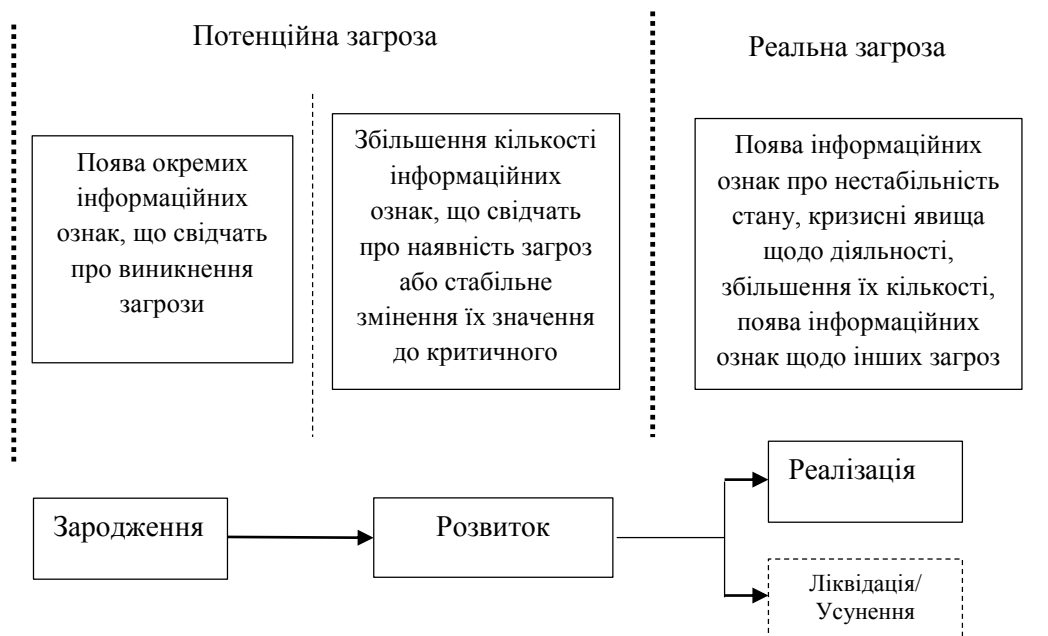 Потенційна загроза
Реальна загроза
Поява окремих
інформаційних
ознак, що свідчать
про виникнення
загрози
Збільшення кількості
інформаційних
ознак, що свідчать
про наявність загроз
або стабільне
змінення їх значення
до критичного
Поява інформаційних
ознак про нестабільність
стану, кризисні явища
щодо діяльності,
збільшення їх кількості,
поява інформаційних
ознак щодо інших загроз
Зародження
Розвиток
Реалізація
Ліквідація/
Усунення